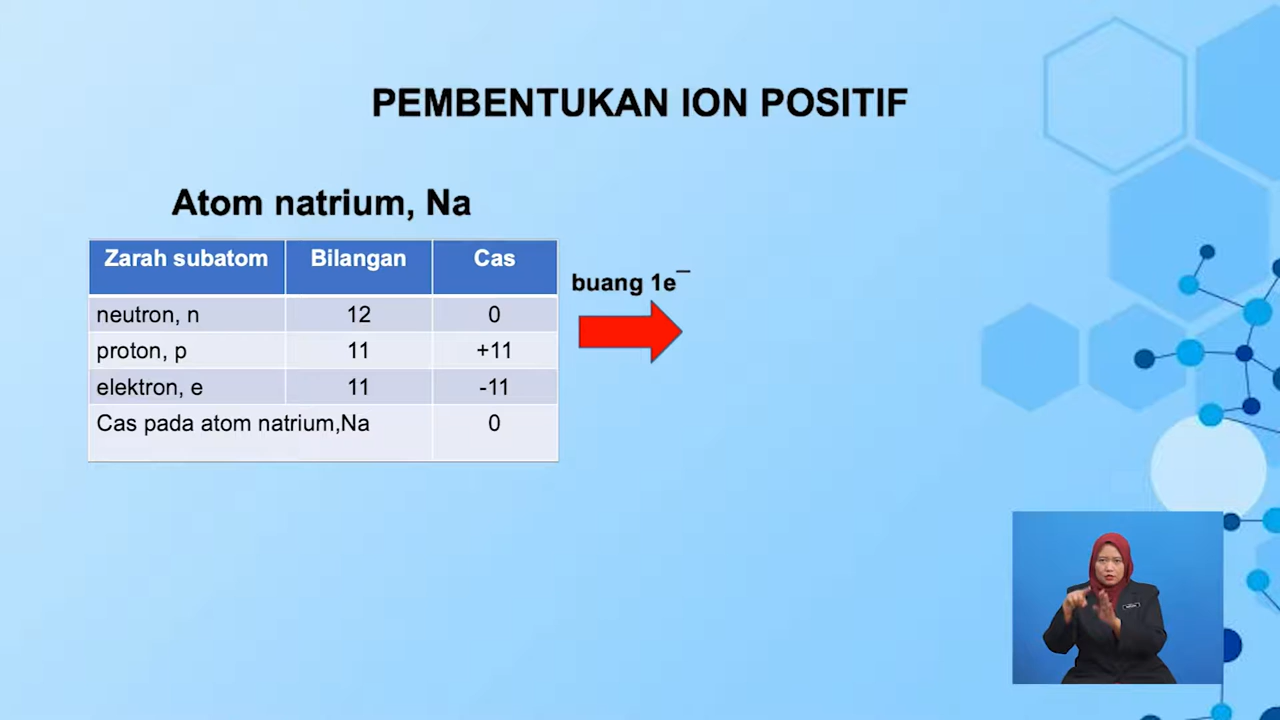 PEMBENTUKAN ION POSITIF
Atom natrium, Na
Zarah subatom Bilangan Cas
neutron, n 12 0
proton, p 11 +11
elektron, e 11 -11
Cas pada atom natrium,Na 0
buang 1e⁻